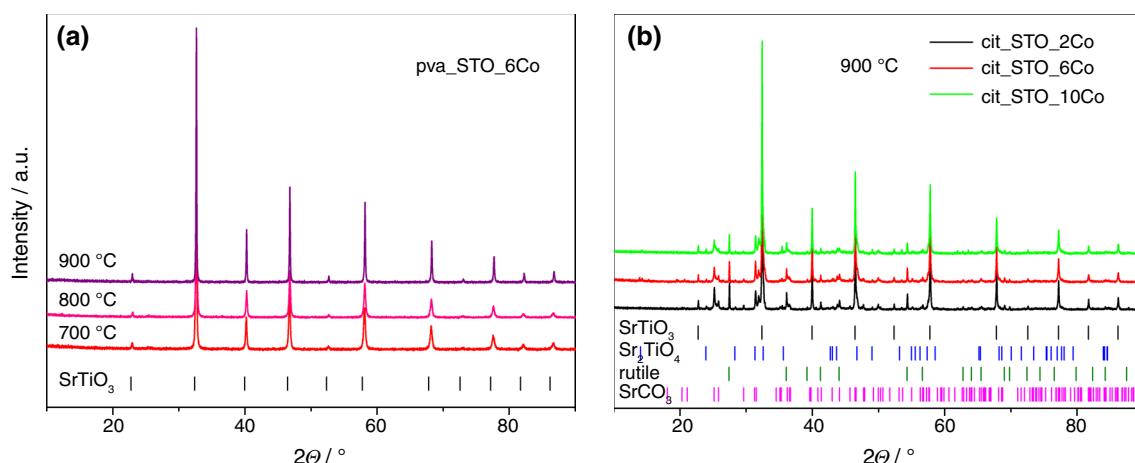 (a)
pva_STO_6Co
Intensity / a.u.
900 °C
800 °C
700 °C
SrTiO₃
20 40 60 80
2Θ / °
(b)
900 °C
cit_STO_2Co
cit_STO_6Co
cit_STO_10Co
SrTiO₃
Sr₂TiO₄
rutile
SrCO₃
20 40 60 80
2Θ / °